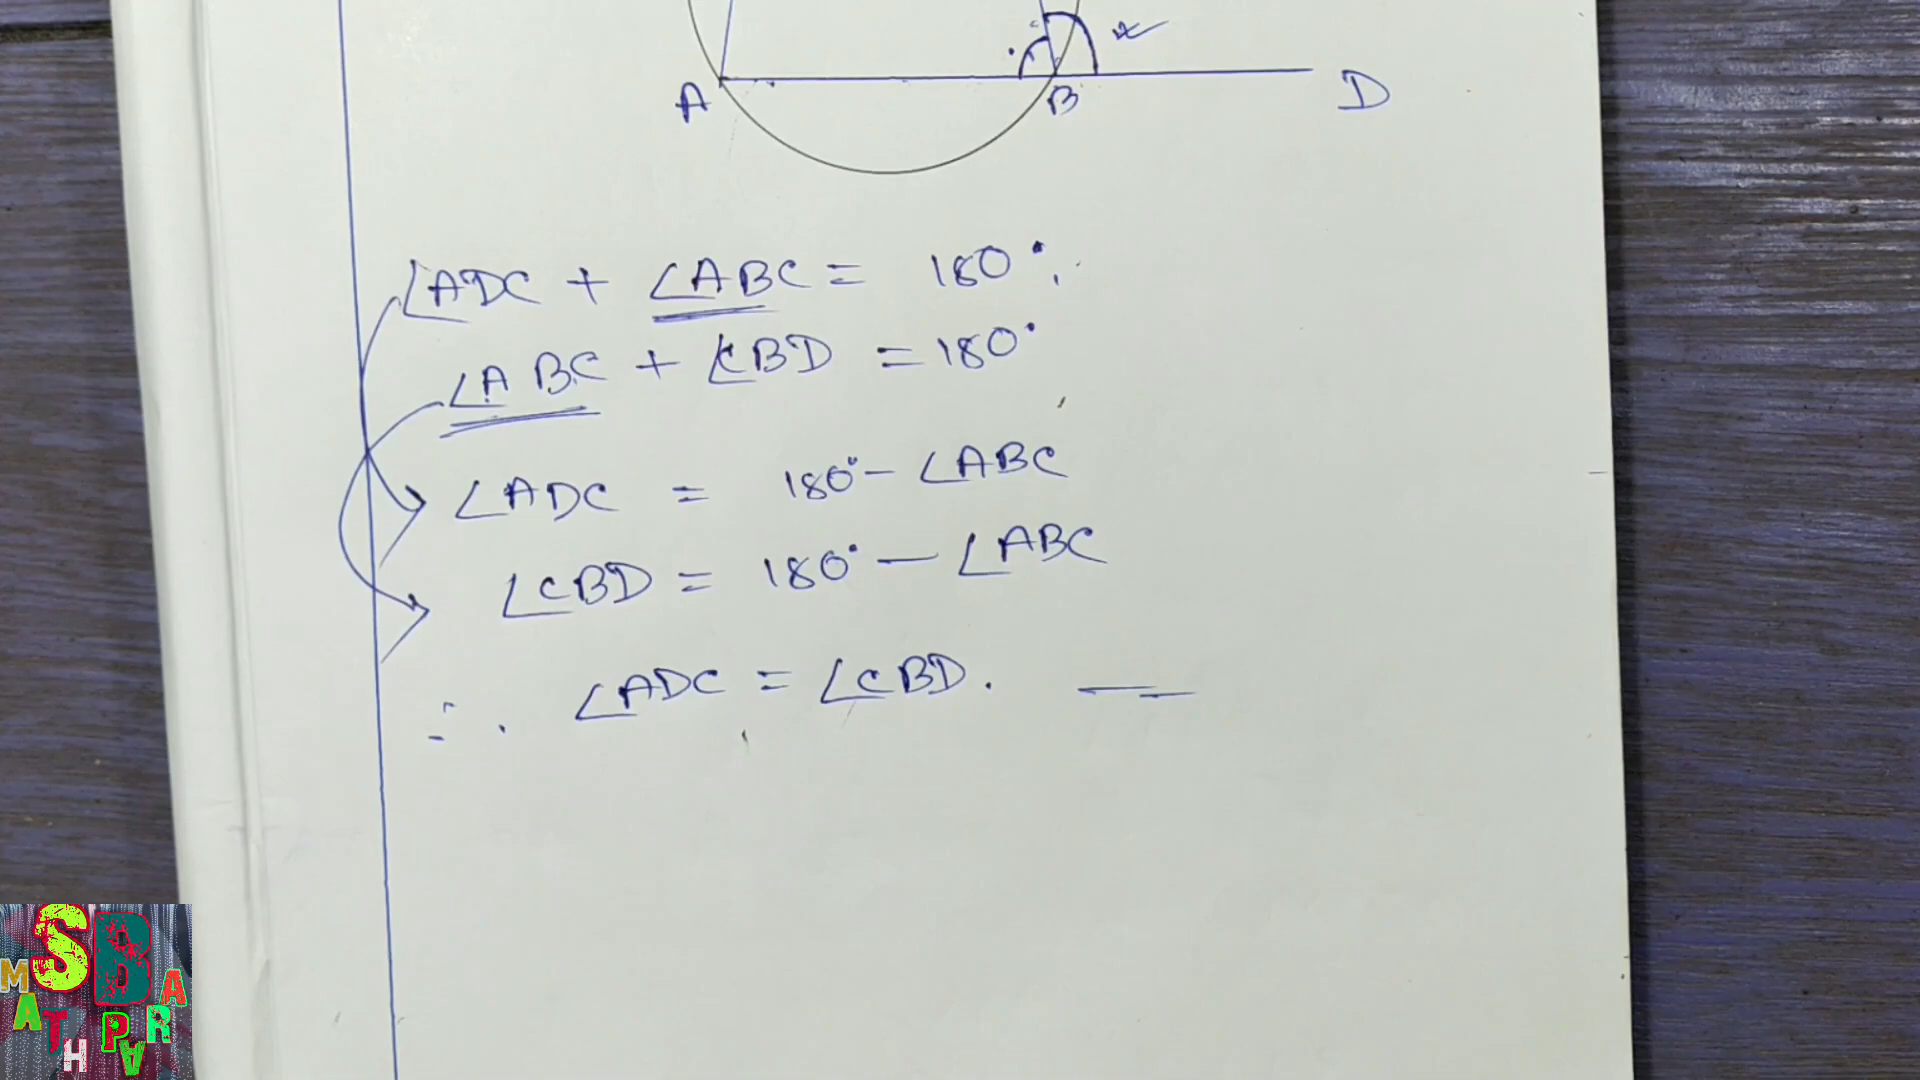 A B D
∠ADC + ∠ABC = 180°.
∠ABC + ∠CBD = 180°
∠ADC = 180° - ∠ABC
∠CBD = 180° - ∠ABC
∴ ∠ADC = ∠CBD.
SB
MATH PARA